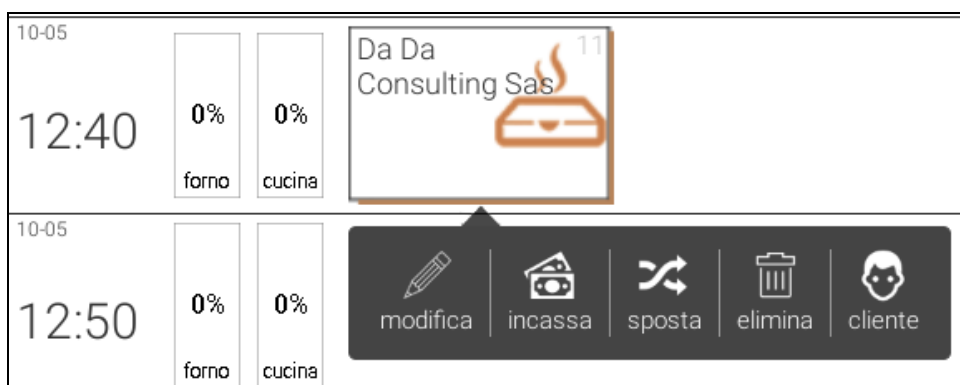 10-05
12:40
0%
forno
0%
cucina
Da Da
Consulting Sas
11
10-05
12:50
0%
forno
0%
cucina
modifica
incassa
sposta
elimina
cliente